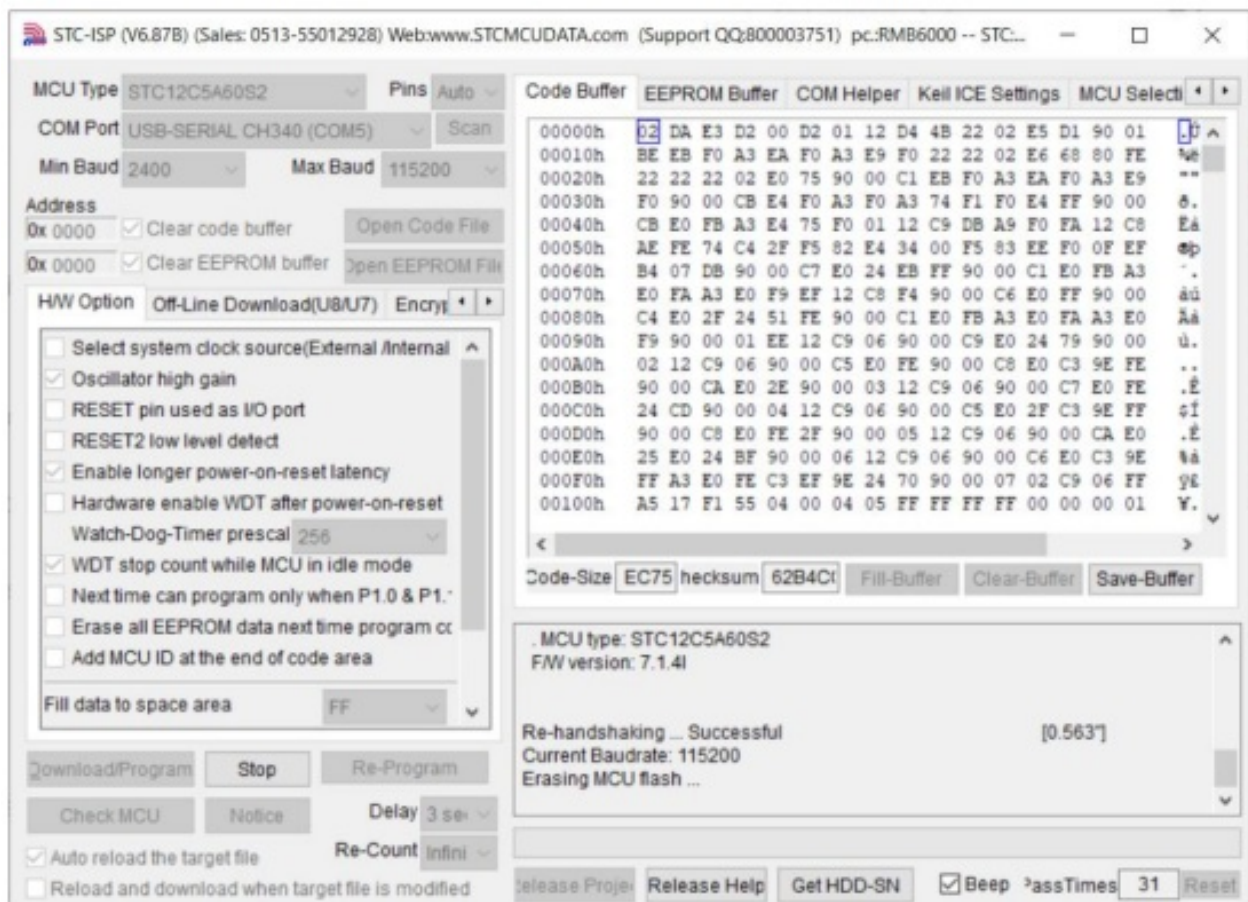 STC-ISP (V6.87B) (Sales: 0513-55012928) Web:www.STCMCUDATA.com (Support QQ:800003751) pc.:RMB6000 -- STC:...
MCU Type STC12C5A60S2 Pins Auto
COM Port USB-SERIAL CH340 (COM5) Scan
Min Baud 2400 Max Baud 115200
Address
0x 0000 Clear code buffer Open Code File
0x 0000 Clear EEPROM buffer Open EEPROM File
H/W Option Off-Line Download(U8/U7) Encryp
Select system clock source(External /Internal
Oscillator high gain
RESET pin used as I/O port
RESET2 low level detect
Enable longer power-on-reset latency
Hardware enable WDT after power-on-reset
Watch-Dog-Timer prescal 256
WDT stop count while MCU in idle mode
Next time can program only when P1.0 & P1.
Erase all EEPROM data next time program cc
Add MCU ID at the end of code area
Fill data to space area FF
Download/Program Stop Re-Program
Check MCU Notice Delay 3 sec
Auto reload the target file Re-Count Infini
Reload and download when target file is modified
Code Buffer EEPROM Buffer COM Helper Keil ICE Settings MCU Selecti
00000h 02 DA E3 D2 00 D2 01 12 D4 4B 22 02 E5 D1 90 01
00010h BE EB F0 A3 EA F0 A3 E9 F0 22 22 02 E6 68 80 FE
00020h 22 22 22 02 E0 75 90 00 C1 EB F0 A3 EA F0 A3 E9
00030h F0 90 00 CB E4 F0 A3 F0 A3 74 F1 F0 E4 FF 90 00
00040h CB E0 FB A3 E4 75 F0 01 12 C9 DB A9 F0 FA 12 C8
00050h AE FE 74 C4 2F F5 82 E4 34 00 F5 83 EE F0 0F EF
00060h B4 07 DB 90 00 C7 E0 24 EB FF 90 00 C1 E0 FB A3
00070h E0 FA A3 E0 F9 EF 12 C8 F4 90 00 C6 E0 FF 90 00
00080h C4 E0 2F 24 51 FE 90 00 C1 E0 FB A3 E0 FA A3 E0
00090h F9 90 00 01 EE 12 C9 06 90 00 C9 E0 24 79 90 00
000A0h 02 12 C9 06 90 00 C5 E0 FE 90 00 C8 E0 C3 9E FE
000B0h 90 00 CA E0 2E 90 00 03 12 C9 06 90 00 C7 E0 FE
000C0h 24 CD 90 00 04 12 C9 06 90 00 C5 E0 2F C3 9E FF
000D0h 90 00 C8 E0 FE 2F 90 00 05 12 C9 06 90 00 CA E0
000E0h 25 E0 24 BF 90 00 06 12 C9 06 90 00 C6 E0 C3 9E
000F0h FF A3 E0 FE C3 EF 9E 24 70 90 00 07 02 C9 06 FF
00100h A5 17 F1 55 04 00 04 05 FF FF FF FF 00 00 00 01
Code-Size EC75 hecksum 62B4C Fill-Buffer Clear-Buffer Save-Buffer
. MCU type: STC12C5A60S2
F/W version: 7.1.4I
Re-handshaking ... Successful [0.563"]
Current Baudrate: 115200
Erasing MCU flash ...
Release Projec Release Help Get HDD-SN Beep PassTimes 31 Reset